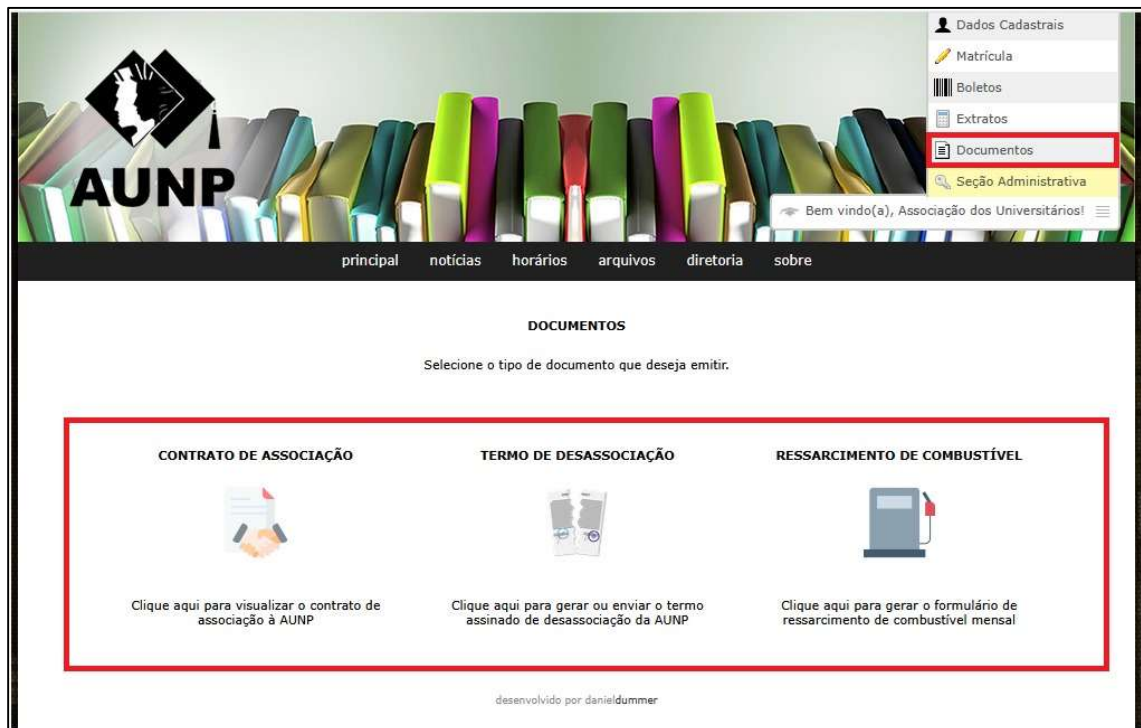 AUNP
Dados Cadastrais
Matrícula
Boletos
Extratos
Documentos
Seção Administrativa
Bem vindo(a), Associação dos Universitários!
principal notícias horários arquivos diretoria sobre
DOCUMENTOS
Selecione o tipo de documento que deseja emitir.
CONTRATO DE ASSOCIAÇÃO
Clique aqui para visualizar o contrato de
associação à AUNP
TERMO DE DESASSOCIAÇÃO
Clique aqui para gerar ou enviar o termo
assinado de desassociação da AUNP
RESSARCIMENTO DE COMBUSTÍVEL
Clique aqui para gerar o formulário de
ressarcimento de combustível mensal
desenvolvido por danieldummer